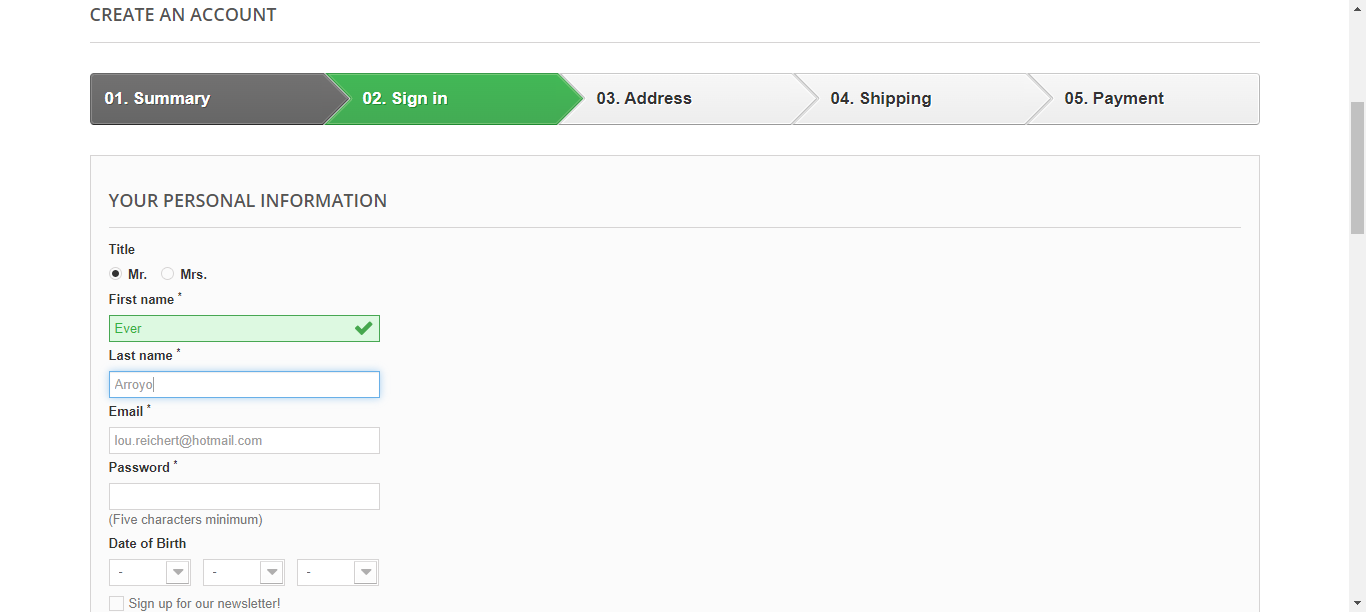 CREATE AN ACCOUNT
01. Summary 02. Sign in 03. Address 04. Shipping 05. Payment
YOUR PERSONAL INFORMATION
Title
Mr. Mrs.
First name *
Ever
Last name *
Arroyo
Email *
lou.reichert@hotmail.com
Password *
(Five characters minimum)
Date of Birth
- - -
Sign up for our newsletter!